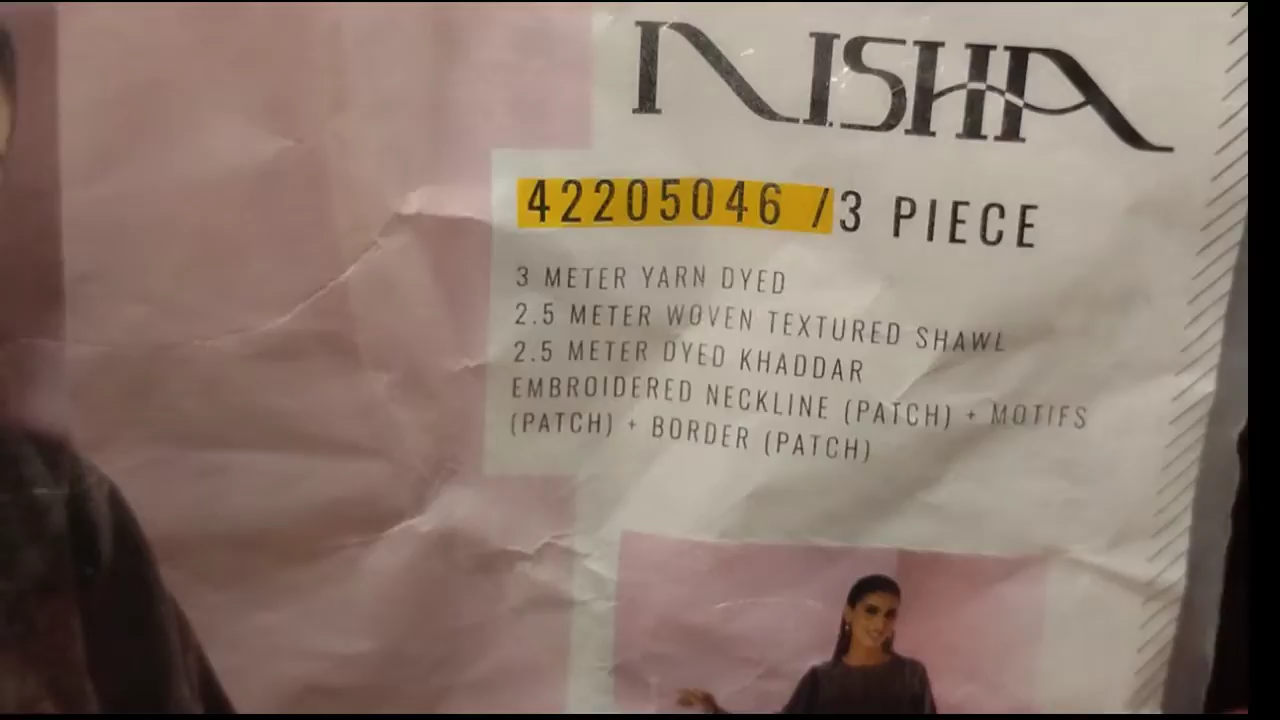 NISHA
42205046 /3 PIECE
3 METER YARN DYED
2.5 METER WOVEN TEXTURED SHAWL
2.5 METER DYED KHADDAR
EMBROIDERED NECKLINE (PATCH) + MOTIFS
(PATCH) + BORDER (PATCH)